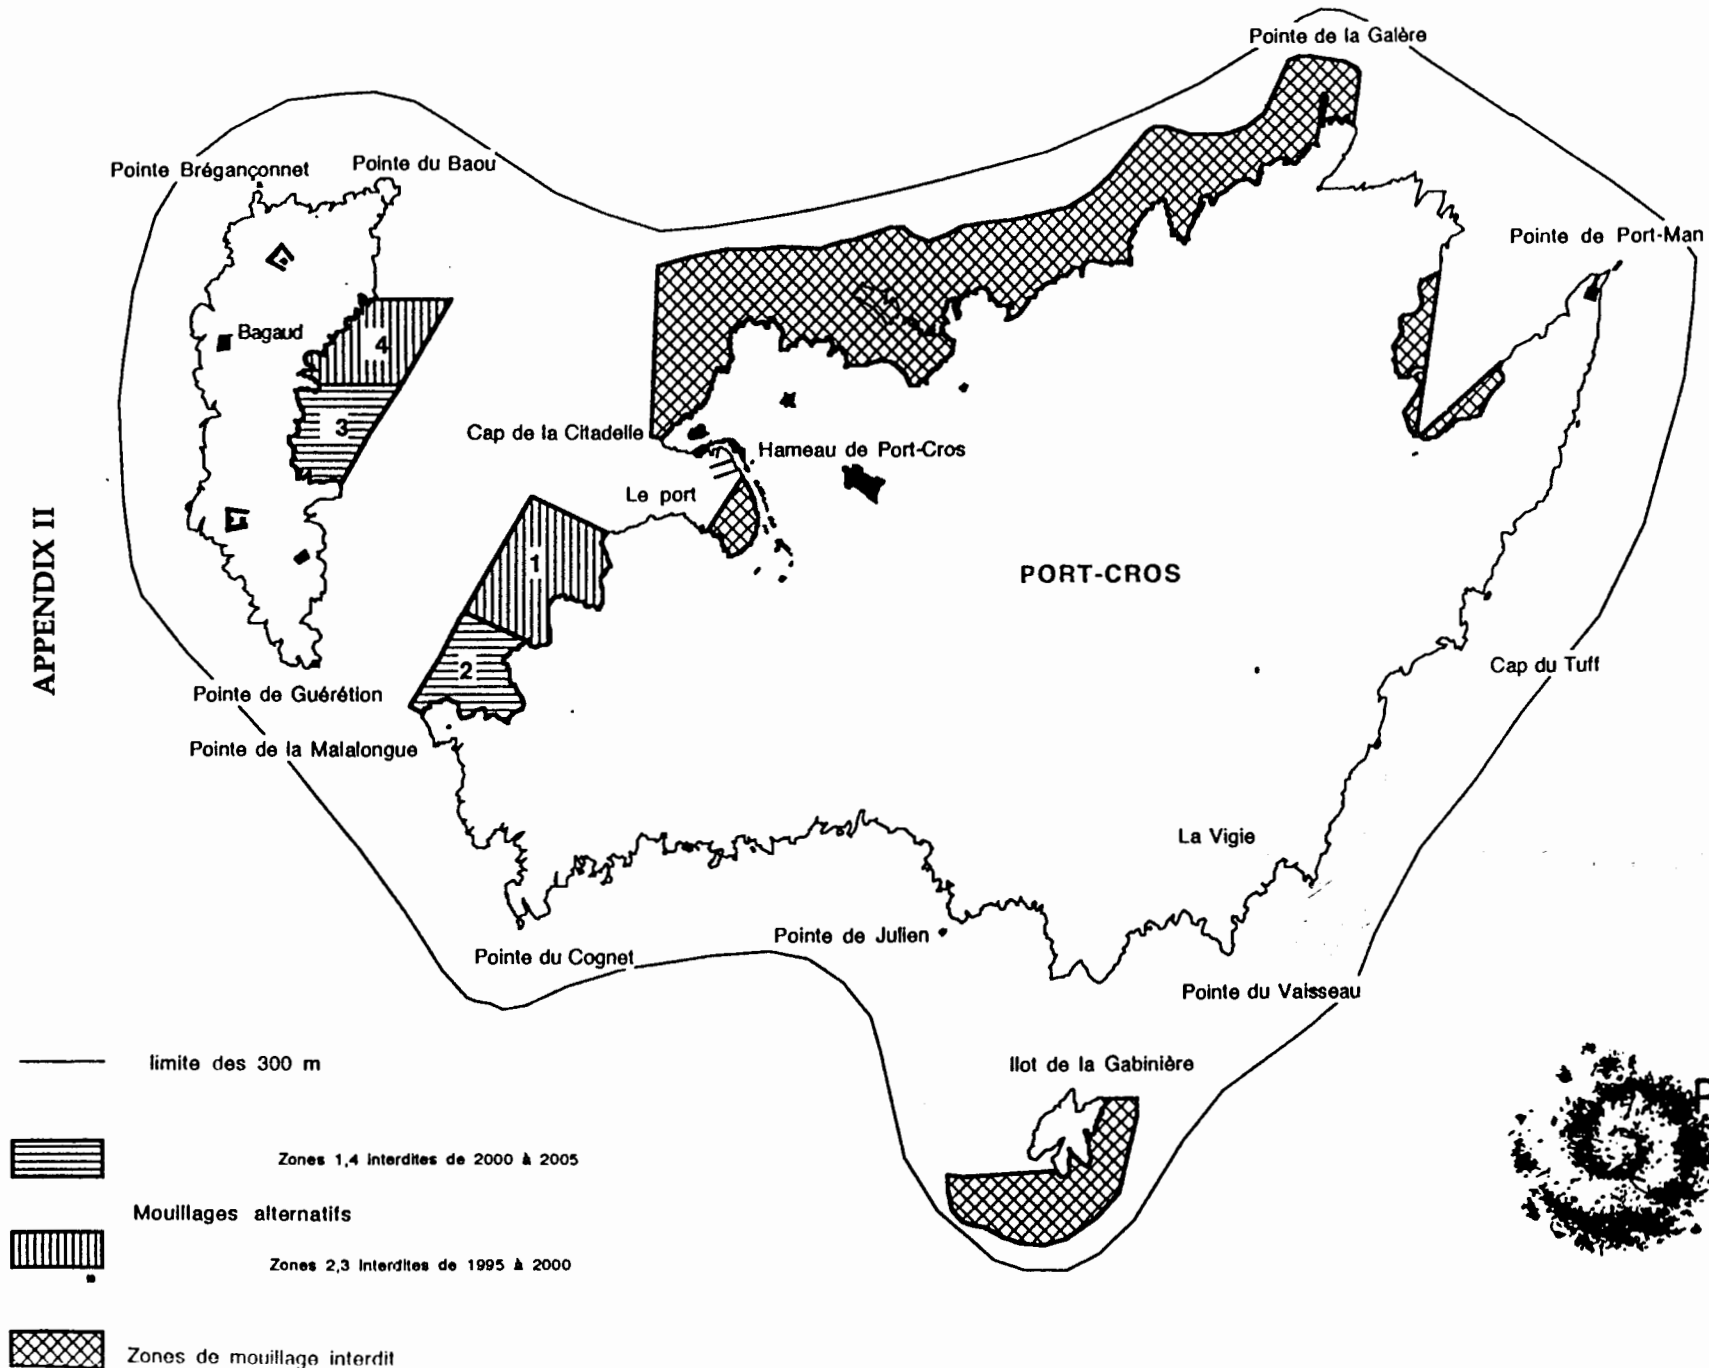 APPENDIX II
Pointe de la Galère
Pointe Brégançonnet
Pointe du Baou
Pointe de Port-Man
Bagaud
4
3
Cap de la Citadelle
Hameau de Port-Cros
Le port
1
PORT-CROS
2
Cap du Tuff
Pointe de Guérétion
Pointe de la Malalongue
La Vigie
Pointe de Julien
Pointe du Cognet
Pointe du Vaisseau
Ilot de la Gabinière
limite des 300 m
Zones 1,4 interdites de 2000 à 2005
Mouillages alternatifs
Zones 2,3 interdites de 1995 à 2000
Zones de mouillage interdit
P